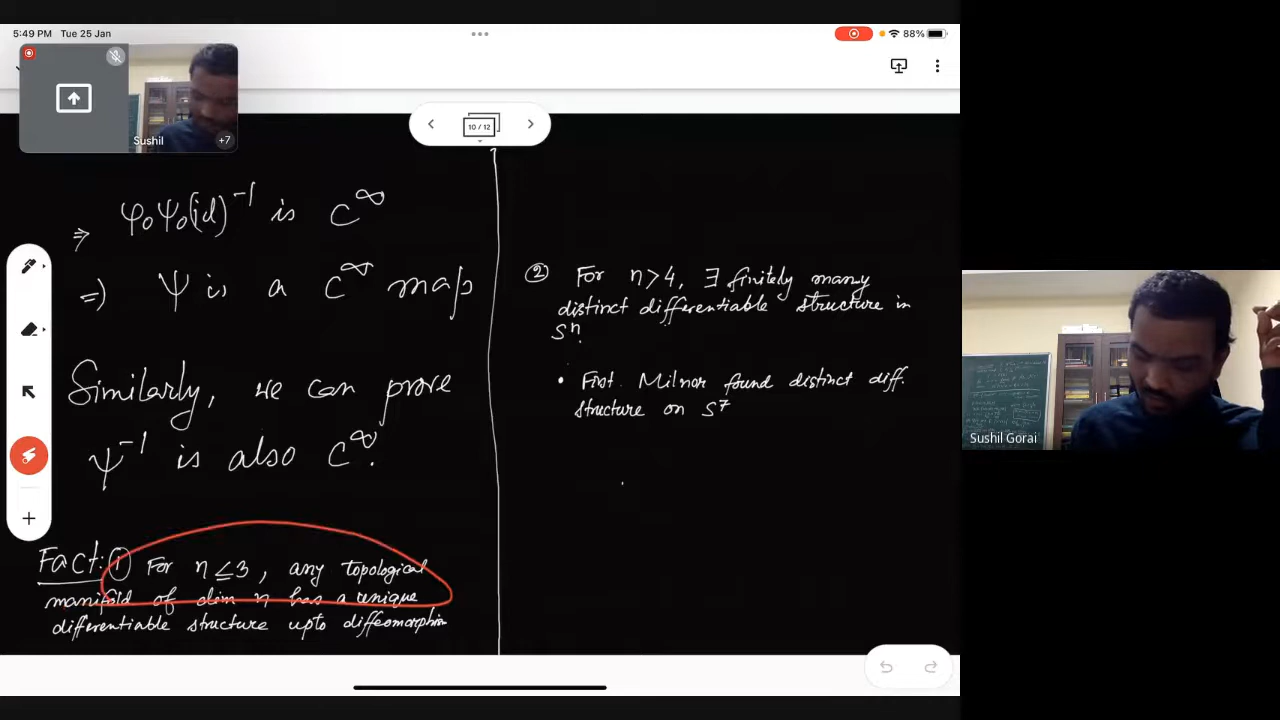 5:49 PM Tue 25 Jan
88%
Sushil
+7
10 / 12
⇒ φ∘ψ∘(id)⁻¹ is C^∞
⇒ ψ is a C^∞ map
Similarly, we can prove
ψ⁻¹ is also C^∞.
Fact: ① For n ≤ 3, any topological
manifold of dim n has a unique
differentiable structure upto diffeomorphism
② For n > 4, ∃ finitely many
distinct differentiable structure in
Sⁿ.
• First. Milnor found distinct diff.
structure on S⁷
Sushil Gorai